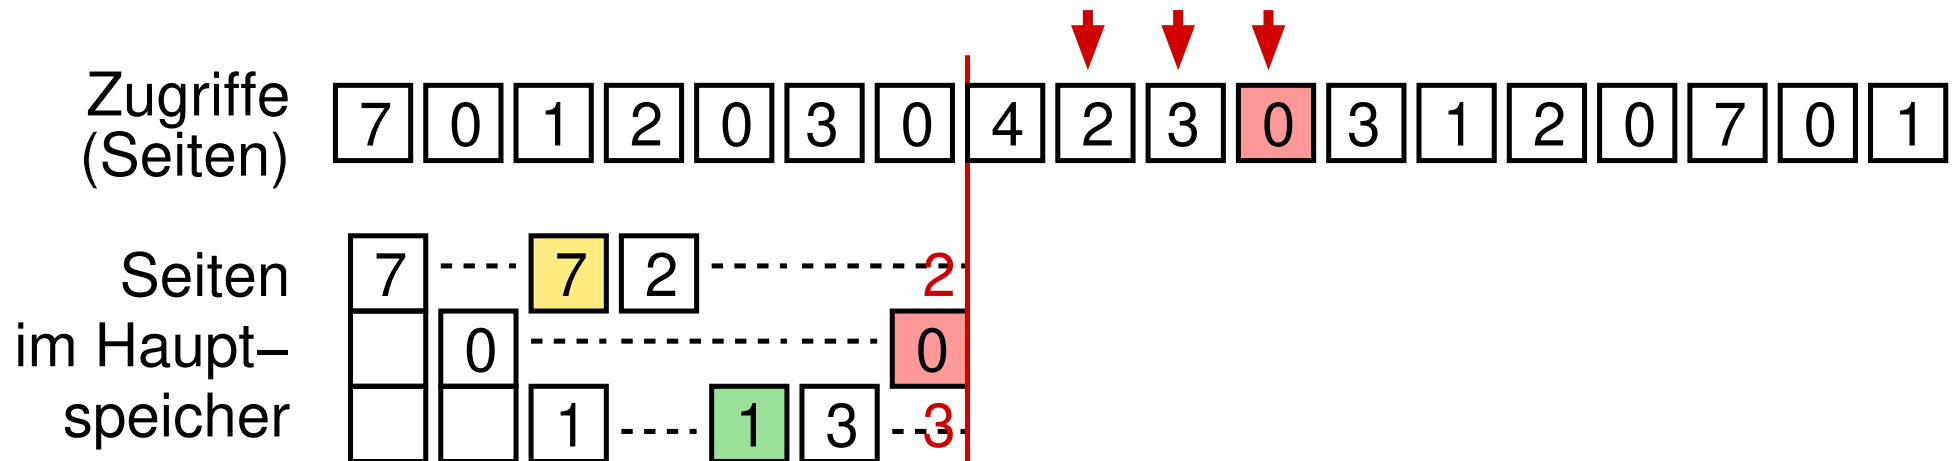 Zugriffe
(Seiten)
7 0 1 2 0 3 0 4 2 3 0 3 1 2 0 7 0 1
Seiten
im Haupt–
speicher
7 7 2 2
0 0
1 1 3 3